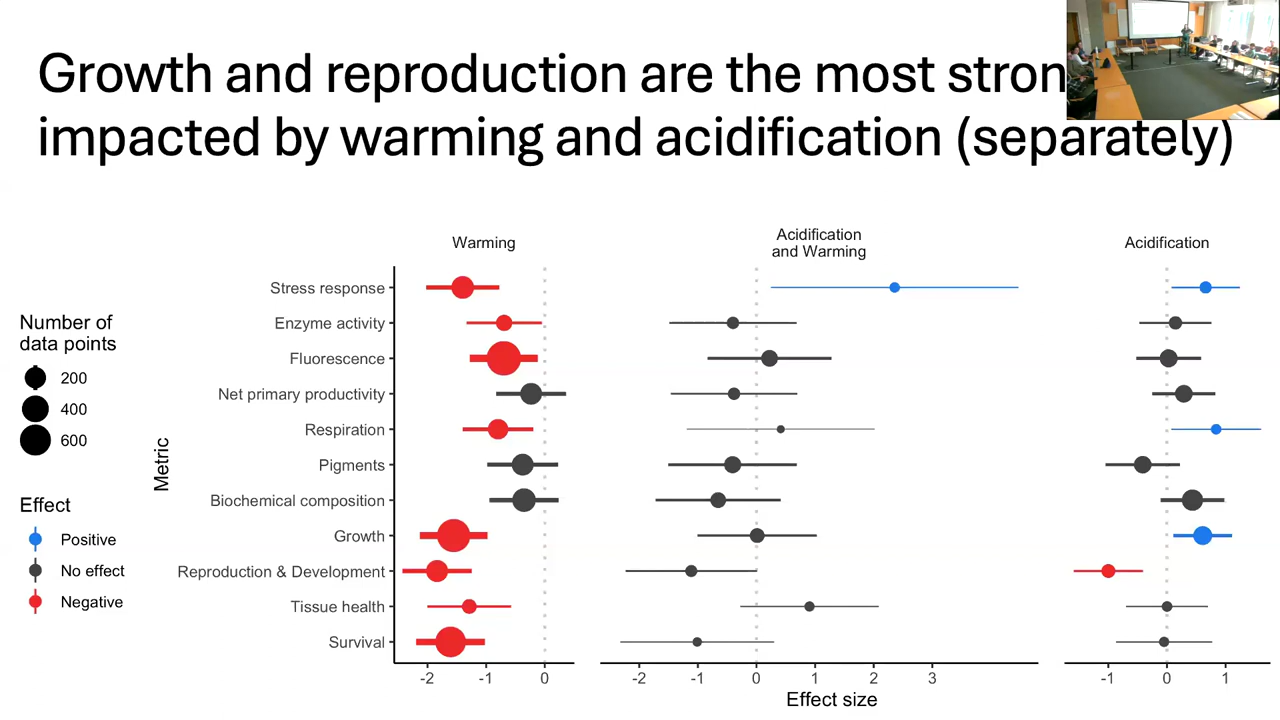 Growth and reproduction are the most stron
impacted by warming and acidification (separately)
Warming
Acidification
and Warming
Acidification
Number of
data points
200
400
600
Effect
Positive
No effect
Negative
Metric
Stress response
Enzyme activity
Fluorescence
Net primary productivity
Respiration
Pigments
Biochemical composition
Growth
Reproduction & Development
Tissue health
Survival
-2 -1 0
-2 -1 0 1 2 3
-1 0 1
Effect size